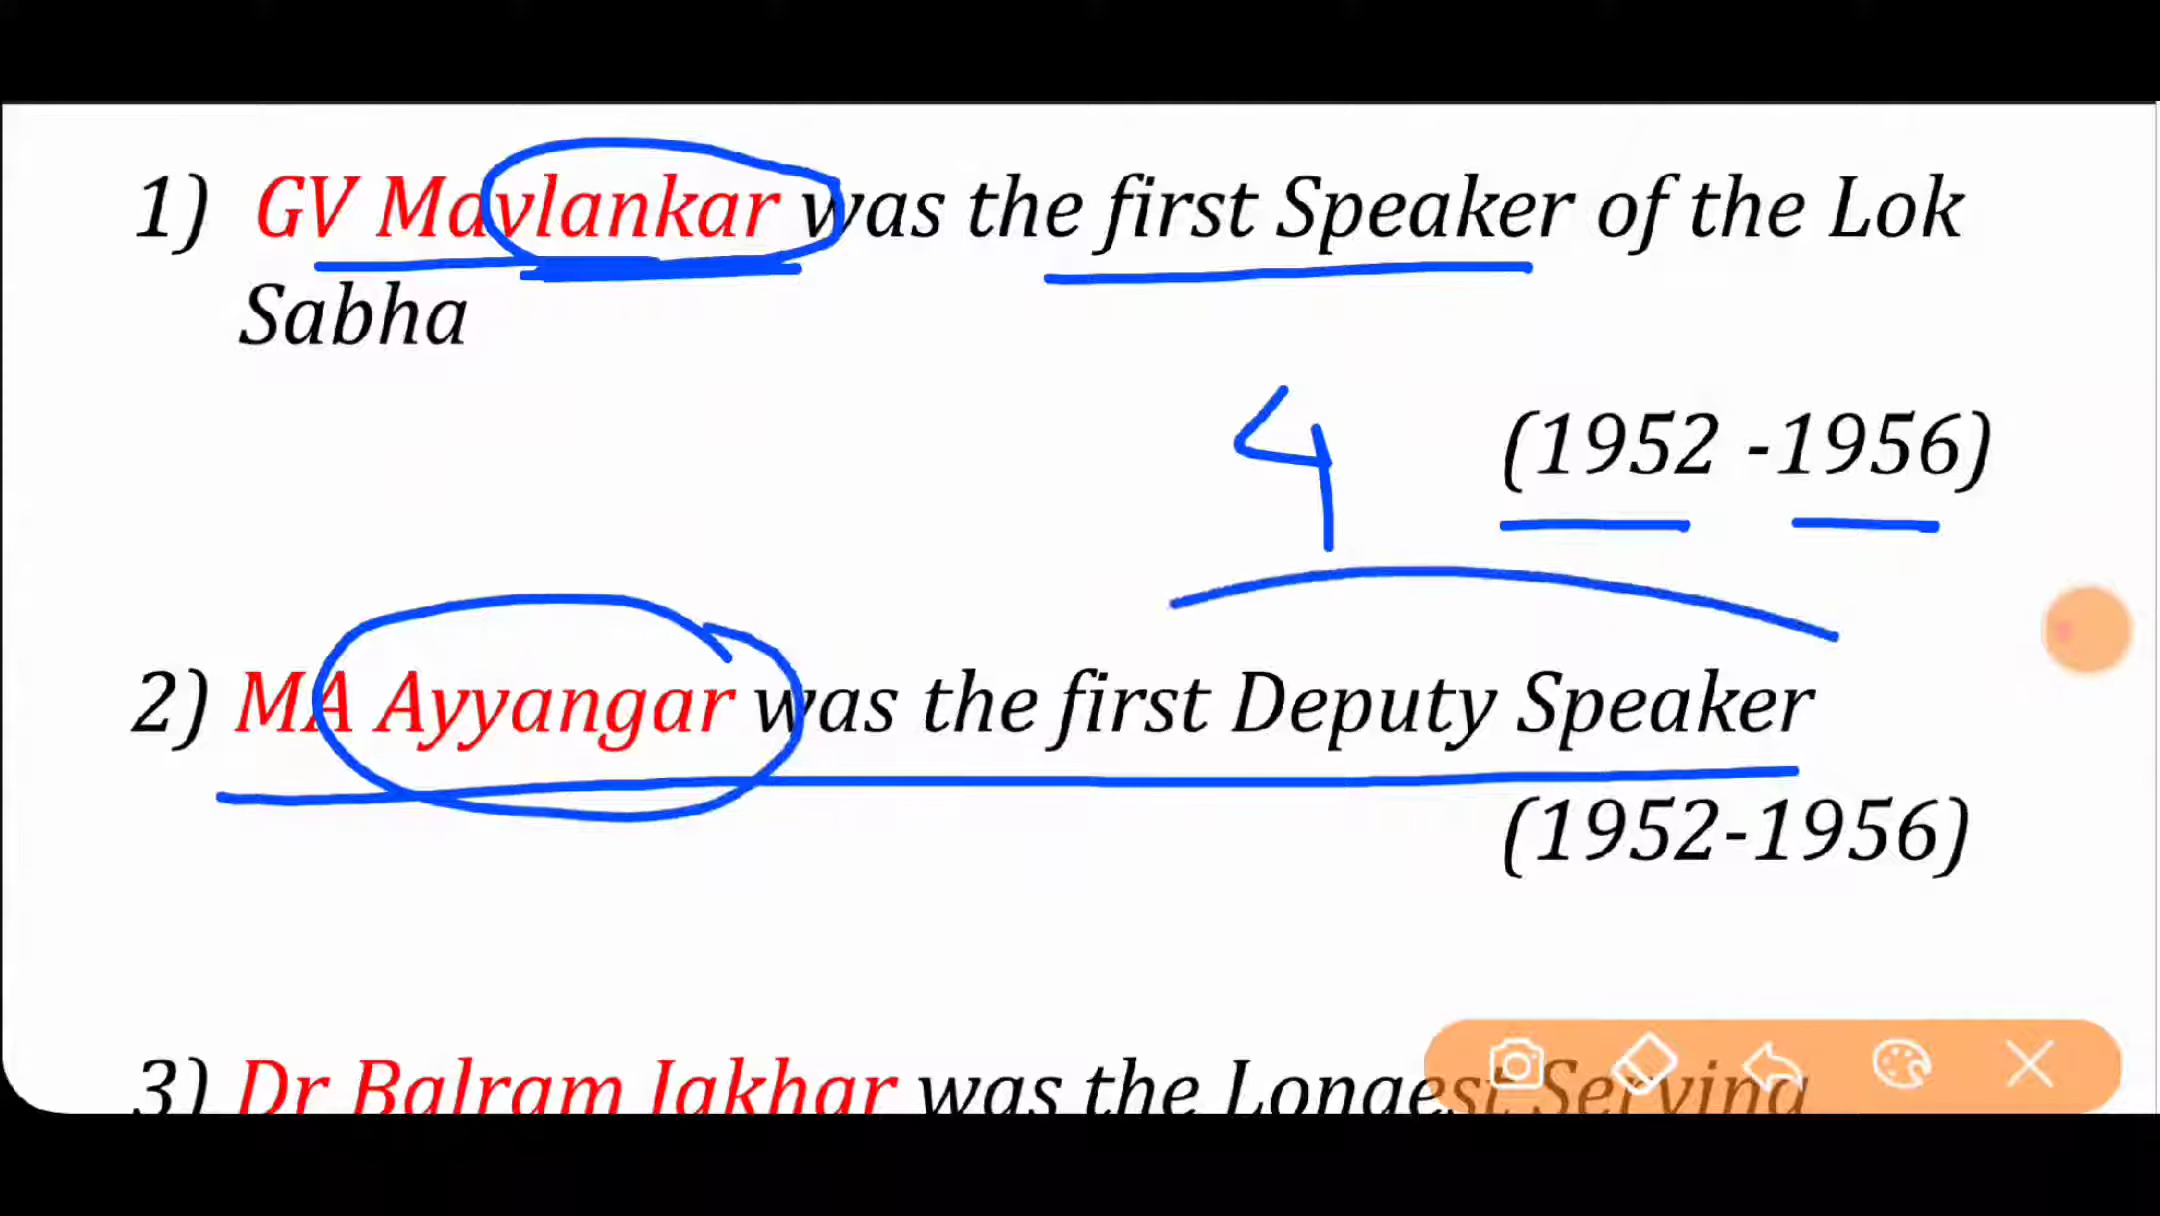 1) GV Mavlankar was the first Speaker of the Lok
Sabha
4
(1952 -1956)
2) MA Ayyangar was the first Deputy Speaker
(1952-1956)
3) Dr Balram Jakhar was the Longest Serving